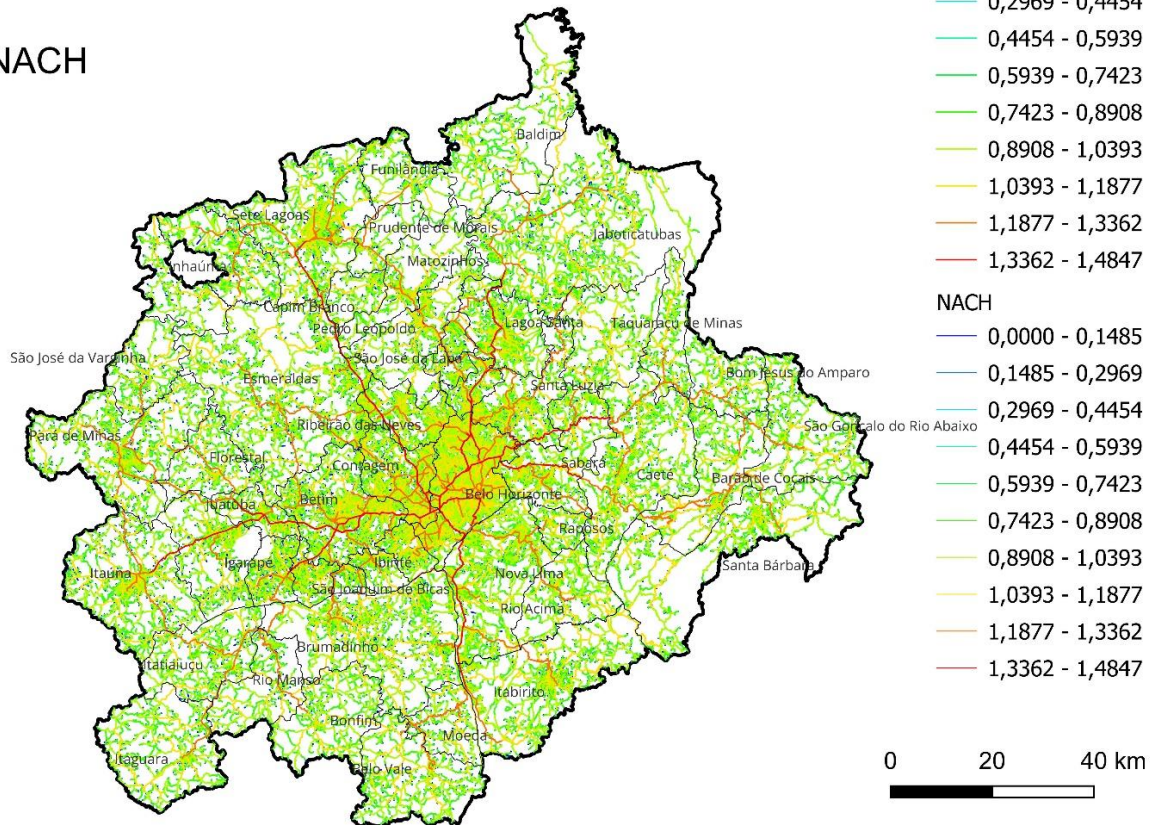 0,2969 - 0,4454
NACH
0,4454 - 0,5939
0,5939 - 0,7423
0,7423 - 0,8908
0,8908 - 1,0393
1,0393 - 1,1877
1,1877 - 1,3362
1,3362 - 1,4847
NACH
0,0000 - 0,1485
0,1485 - 0,2969
0,2969 - 0,4454
0,4454 - 0,5939
0,5939 - 0,7423
0,7423 - 0,8908
0,8908 - 1,0393
1,0393 - 1,1877
1,1877 - 1,3362
1,3362 - 1,4847
Baldim
Funilândia
Sete Lagoas
Prudente de Morais
Jaboticatubas
Matozinhos
Inhaúma
Capim Branco
Pedro Leopoldo
Lagoa Santa
Taquaraçu de Minas
São José da Varginha
São José da Lapa
Esmeraldas
Santa Luzia
Bom Jesus do Amparo
Ribeirão das Neves
São Gonçalo do Rio Abaixo
Pará de Minas
Florestal
Contagem
Sabará
Caeté
Barão de Cocais
Juatuba
Betim
Belo Horizonte
Raposos
Igarapé
Ibirité
Itaúna
São Joaquim de Bicas
Nova Lima
Santa Bárbara
Rio Acima
Brumadinho
Itatiaiuçu
Rio Manso
Itabirito
Bonfim
Moeda
Itaguara
Belo Vale
0 20 40 km